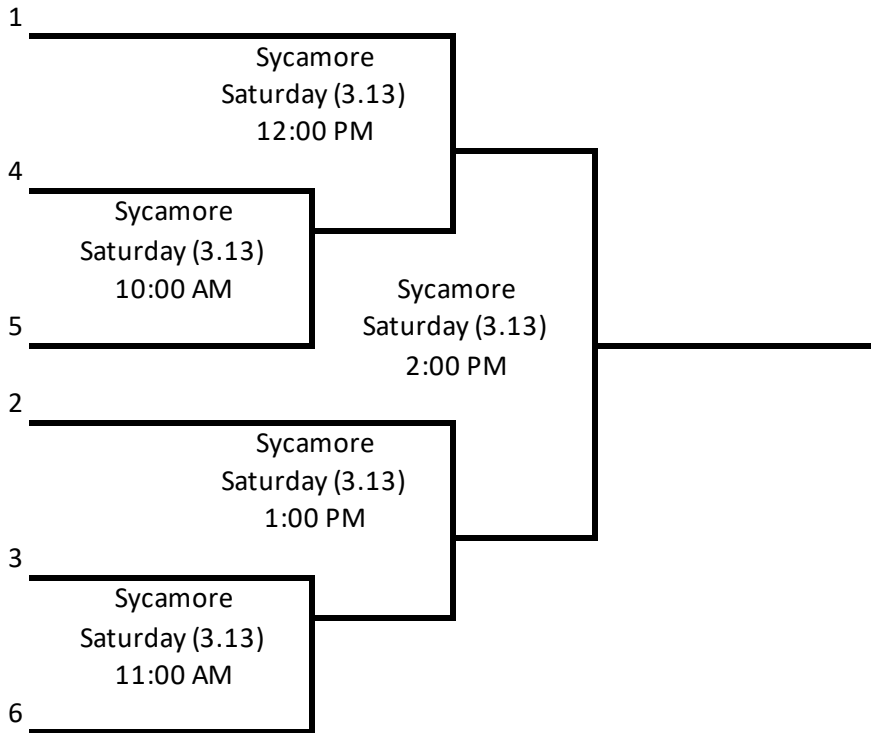 1
Sycamore
Saturday (3.13)
12:00 PM
4
Sycamore
Saturday (3.13)
10:00 AM
5
Sycamore
Saturday (3.13)
2:00 PM
2
Sycamore
Saturday (3.13)
1:00 PM
3
Sycamore
Saturday (3.13)
11:00 AM
6